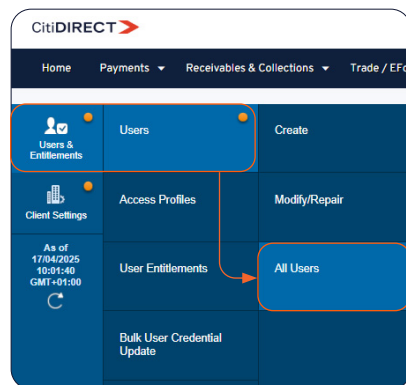 CitiDIRECT
Home Payments Receivables & Collections Trade / EFo
Users &
Entitlements
Users
Create
Client Settings
Access Profiles
Modify/Repair
As of
17/04/2025
10:01:40
GMT+01:00
User Entitlements
All Users
Bulk User Credential
Update